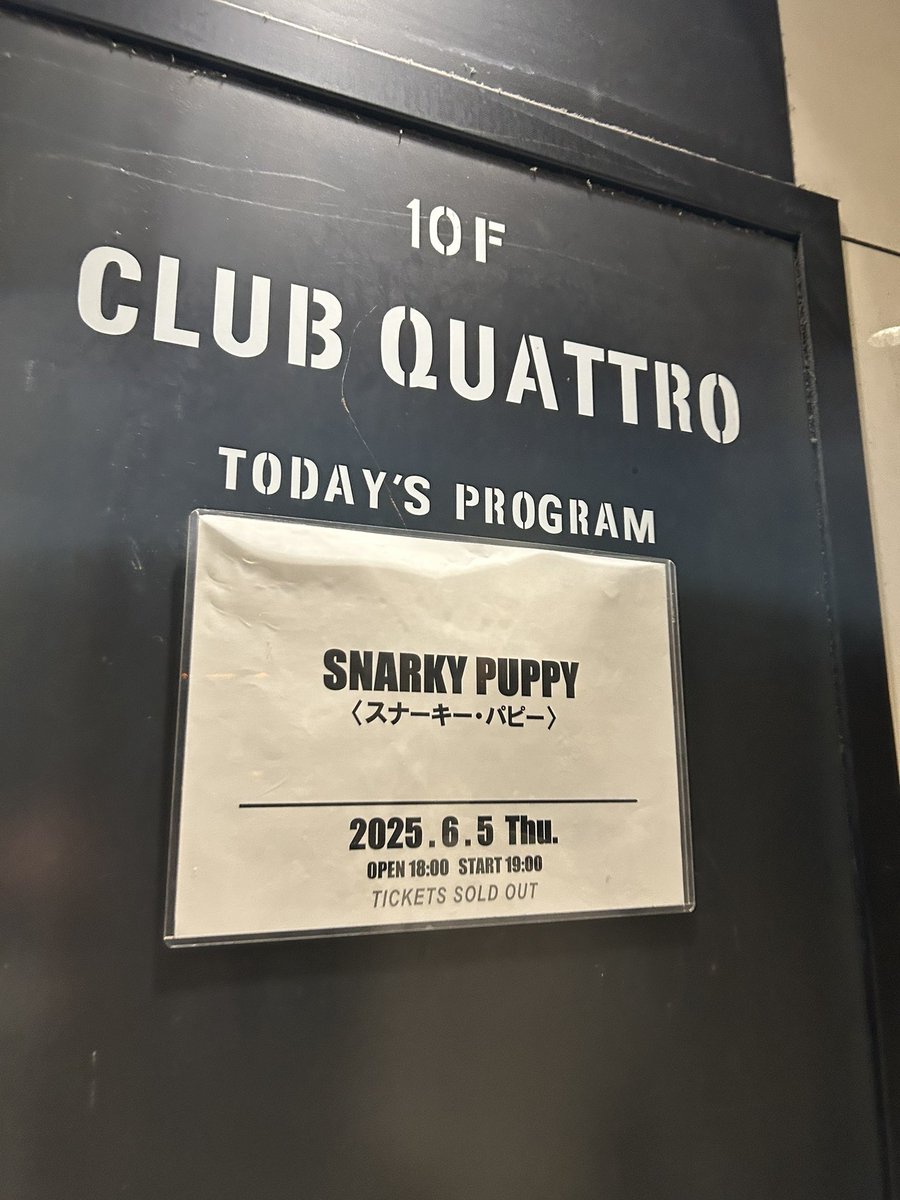 10F
CLUB QUATTRO
TODAY'S PROGRAM
SNARKY PUPPY
〈スナーキー・パピー〉
2025.6.5 Thu.
OPEN 18:00 START 19:00
TICKETS SOLD OUT